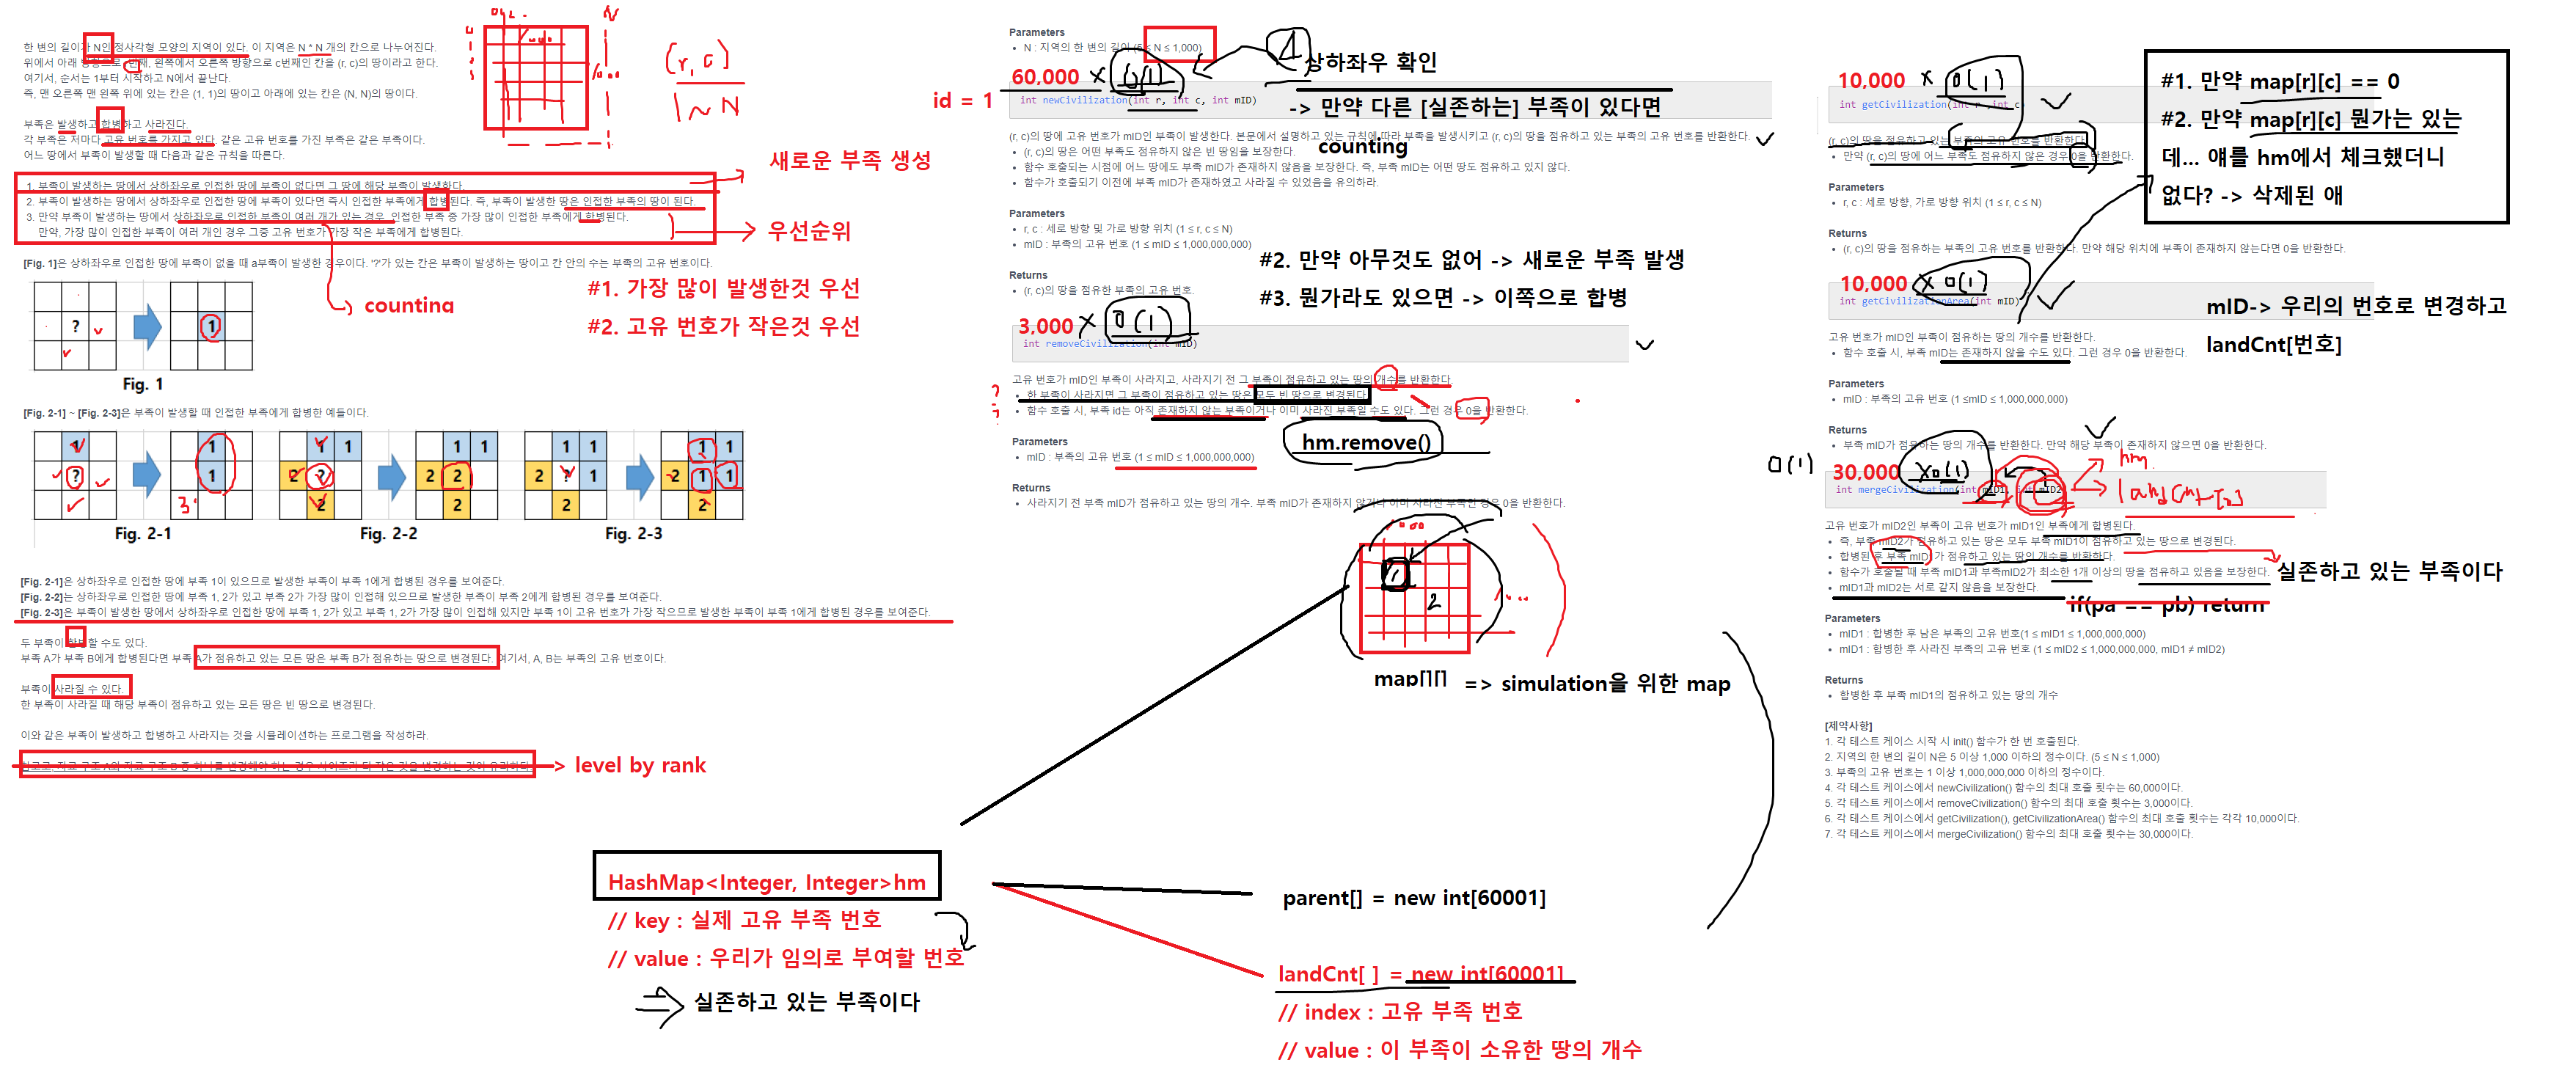 한 변의 길이가 N인 정사각형 모양의 지역이 있다. 이 지역은 N * N 개의 칸으로 나누어진다.
위에서 아래 방향으로 r번째, 왼쪽에서 오른쪽 방향으로 c번째인 칸을 (r, c)의 땅이라고 한다.
여기서, 순서는 1부터 시작하고 N에서 끝난다.
즉, 맨 오른쪽 맨 왼쪽 위에 있는 칸은 (1, 1)의 땅이고 아래에 있는 칸은 (N, N)의 땅이다.
부족은 발생하고 합병하고 사라진다.
각 부족은 저마다 고유 번호를 가지고 있다. 같은 고유 번호를 가진 부족은 같은 부족이다.
어느 땅에서 부족이 발생할 때 다음과 같은 규칙을 따른다.
1. 부족이 발생하는 땅에서 상하좌우로 인접한 땅에 부족이 없다면 그 땅에 해당 부족이 발생한다.
2. 부족이 발생하는 땅에서 상하좌우로 인접한 땅에 부족이 있다면 즉시 인접한 부족에게 합병된다. 즉, 부족이 발생한 땅은 인접한 부족의 땅이 된다.
3. 만약 부족이 발생하는 땅에서 상하좌우로 인접한 부족이 여러 개가 있는 경우, 인접한 부족 중 가장 많이 인접한 부족에게 합병된다.
만약, 가장 많이 인접한 부족이 여러 개인 경우 그중 고유 번호가 가장 작은 부족에게 합병된다.
(r, c)
1 ~ N
새로운 부족 생성
우선순위
[Fig. 1]은 상하좌우로 인접한 땅에 부족이 없을 때 a부족이 발생한 경우이다. '?'가 있는 칸은 부족이 발생하는 땅이고 칸 안의 수는 부족의 고유 번호이다.
counting
#1. 가장 많이 발생한것 우선
#2. 고유 번호가 작은것 우선
? 1
Fig. 1
[Fig. 2-1] ~ [Fig. 2-3]은 부족이 발생할 때 인접한 부족에게 합병한 예들이다.
1 1 1 1 1 1 1 1 1 1
? 1 2 ? 2 2 2 ? 1 2 1 1
3 2 2 2 2
Fig. 2-1
Fig. 2-2
Fig. 2-3
[Fig. 2-1]은 상하좌우로 인접한 땅에 부족 1이 있으므로 발생한 부족이 부족 1에게 합병된 경우를 보여준다.
[Fig. 2-2]는 상하좌우로 인접한 땅에 부족 1, 2가 있고 부족 2가 가장 많이 인접해 있으므로 발생한 부족이 부족 2에게 합병된 경우를 보여준다.
[Fig. 2-3]은 부족이 발생한 땅에서 상하좌우로 인접한 땅에 부족 1, 2가 있고 부족 1, 2가 가장 많이 인접해 있지만 부족 1이 고유 번호가 가장 작으므로 발생한 부족이 부족 1에게 합병된 경우를 보여준다.
두 부족이 합병할 수도 있다.
부족 A가 부족 B에게 합병된다면 부족 A가 점유하고 있는 모든 땅은 부족 B가 점유하는 땅으로 변경된다. 여기서, A, B는 부족의 고유 번호이다.
부족이 사라질 수 있다.
한 부족이 사라질 때 해당 부족이 점유하고 있는 모든 땅은 빈 땅으로 변경된다.
이와 같은 부족이 발생하고 합병하고 사라지는 것을 시뮬레이션하는 프로그램을 작성하라.
> level by rank
HashMap<Integer, Integer>hm
// key : 실제 고유 부족 번호
// value : 우리가 임의로 부여할 번호
실존하고 있는 부족이다
Parameters
N : 지역의 한 변의 길이 (5 ≤ N ≤ 1,000)
4
상하좌우 확인
60,000 x
id = 1
int newCivilization(int r, int c, int mID)
-> 만약 다른 [실존하는] 부족이 있다면
(r, c)의 땅에 고유 번호가 mID인 부족이 발생한다. 본문에서 설명하고 있는 규칙에 따라 부족을 발생시키고 (r, c)의 땅을 점유하고 있는 부족의 고유 번호를 반환한다.
counting
(r, c)의 땅은 어떤 부족도 점유하지 않은 빈 땅임을 보장한다.
함수 호출되는 시점에 어느 땅에도 부족 mID가 존재하지 않음을 보장한다. 즉, 부족 mID는 어떤 땅도 점유하고 있지 않다.
함수가 호출되기 이전에 부족 mID가 존재하였고 사라질 수 있었음을 유의하라.
Parameters
r, c : 세로 방향 및 가로 방향 위치 (1 ≤ r, c ≤ N)
mID : 부족의 고유 번호 (1 ≤ mID ≤ 1,000,000,000)
#2. 만약 아무것도 없어 -> 새로운 부족 발생
Returns
(r, c)의 땅을 점유한 부족의 고유 번호.
#3. 뭔가라도 있으면 -> 이쪽으로 합병
3,000 x O(1)
int removeCivilization(int mID)
고유 번호가 mID인 부족이 사라지고, 사라지기 전 그 부족이 점유하고 있는 땅의 개수를 반환한다.
한 부족이 사라지면 그 부족이 점유하고 있는 땅은 모두 빈 땅으로 변경된다.
함수 호출 시, 부족 id는 아직 존재하지 않는 부족이거나 이미 사라진 부족일 수도 있다. 그런 경우 0을 반환한다.
hm.remove()
Parameters
mID : 부족의 고유 번호 (1 ≤ mID ≤ 1,000,000,000)
Returns
사라지기 전 부족 mID가 점유하고 있는 땅의 개수. 부족 mID가 존재하지 않거나 이미 사라진 부족인 경우 0을 반환한다.
1
2
map[][] => simulation을 위한 map
parent[] = new int[60001]
landCnt[ ] = new int[60001]
// index : 고유 부족 번호
// value : 이 부족이 소유한 땅의 개수
10,000 x O(1)
int getCivilization(int r, int c)
(r, c)의 땅을 점유하고 있는 부족의 고유 번호를 반환한다.
만약 (r, c)의 땅에 어느 부족도 점유하지 않은 경우 0을 반환한다.
#1. 만약 map[r][c] == 0
#2. 만약 map[r][c] 뭔가는 있는
데... 얘를 hm에서 체크했더니
없다? -> 삭제된 애
Parameters
r, c : 세로 방향, 가로 방향 위치 (1 ≤ r, c ≤ N)
Returns
(r, c)의 땅을 점유하는 부족의 고유 번호를 반환한다. 만약 해당 위치에 부족이 존재하지 않는다면 0을 반환한다.
10,000 x O(1)
int getCivilizationArea(int mID)
mID-> 우리의 번호로 변경하고
landCnt[번호]
고유 번호가 mID인 부족이 점유하는 땅의 개수를 반환한다.
함수 호출 시, 부족 mID는 존재하지 않을 수도 있다. 그런 경우 0을 반환한다.
Parameters
mID : 부족의 고유 번호 (1 ≤mID ≤ 1,000,000,000)
Returns
부족 mID가 점유하는 땅의 개수를 반환한다. 만약 해당 부족이 존재하지 않으면 0을 반환한다.
O(1)
30,000 x O(1)
hm
landCnt[]
int mergeCivilization(int mID1, int mID2)
고유 번호가 mID2인 부족이 고유 번호가 mID1인 부족에게 합병된다.
즉, 부족 mID2가 점유하고 있는 땅은 모두 부족 mID1이 점유하고 있는 땅으로 변경된다.
합병된 후 부족 mID1가 점유하고 있는 땅의 개수를 반환한다.
함수가 호출될 때 부족 mID1과 부족mID2가 최소한 1개 이상의 땅을 점유하고 있음을 보장한다.
실존하고 있는 부족이다
mID1과 mID2는 서로 같지 않음을 보장한다.
if(pa == pb) return
Parameters
mID1 : 합병한 후 남은 부족의 고유 번호(1 ≤ mID1 ≤ 1,000,000,000)
mID1 : 합병한 후 사라진 부족의 고유 번호 (1 ≤ mID2 ≤ 1,000,000,000, mID1 ≠ mID2)
Returns
합병한 후 부족 mID1의 점유하고 있는 땅의 개수
[제약사항]
1. 각 테스트 케이스 시작 시 init() 함수가 한 번 호출된다.
2. 지역의 한 변의 길이 N은 5 이상 1,000 이하의 정수이다. (5 ≤ N ≤ 1,000)
3. 부족의 고유 번호는 1 이상 1,000,000,000 이하의 정수이다.
4. 각 테스트 케이스에서 newCivilization() 함수의 최대 호출 횟수는 60,000이다.
5. 각 테스트 케이스에서 removeCivilization() 함수의 최대 호출 횟수는 3,000이다.
6. 각 테스트 케이스에서 getCivilization(), getCivilizationArea() 함수의 최대 호출 횟수는 각각 10,000이다.
7. 각 테스트 케이스에서 mergeCivilization() 함수의 최대 호출 횟수는 30,000이다.